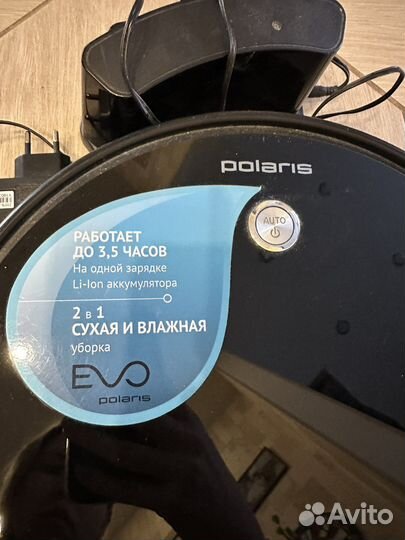 polaris
AUTO
РАБОТАЕТ
ДО 3,5 ЧАСОВ
На одной зарядке
Li-Ion аккумулятора
2 в 1
СУХАЯ И ВЛАЖНАЯ
уборка
EVO
polaris
Avito